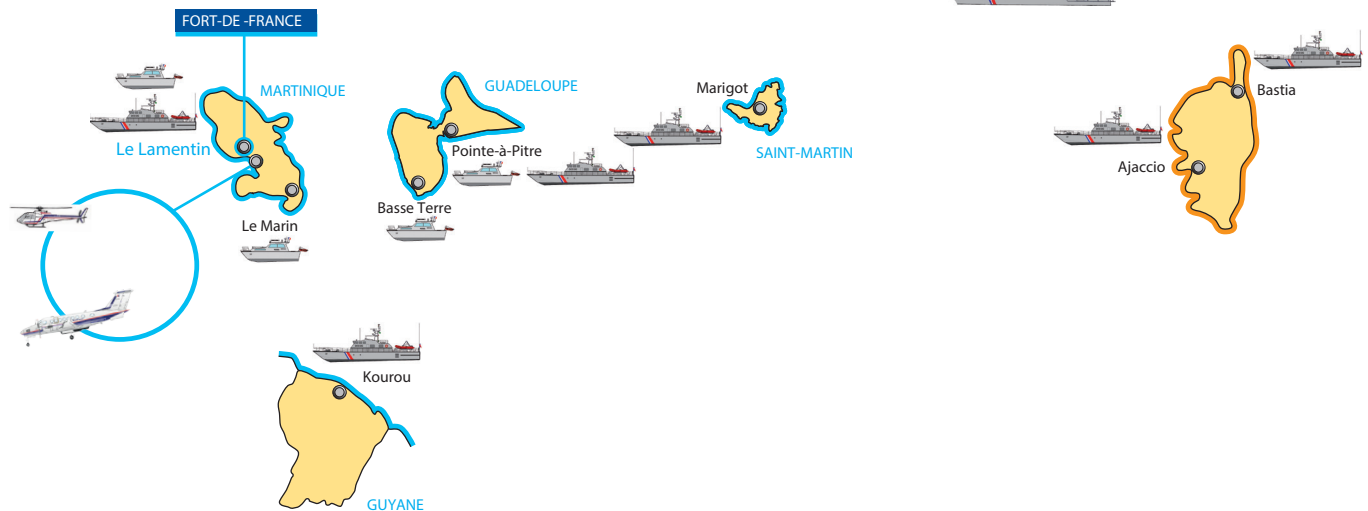 FORT-DE -FRANCE
MARTINIQUE
GUADELOUPE
Marigot
Bastia
Le Lamentin
Pointe-à-Pitre
SAINT-MARTIN
Ajaccio
Basse Terre
Le Marin
Kourou
GUYANE